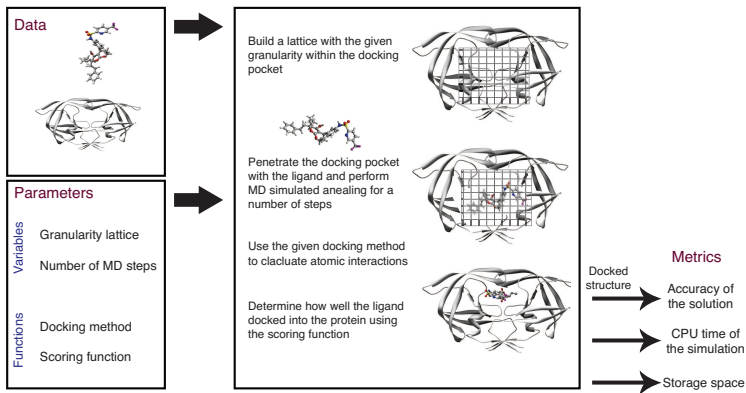 Data
Parameters
Variables
Granularity lattice
Number of MD steps
Functions
Docking method
Scoring function
Build a lattice with the given
granularity within the docking
pocket
Penetrate the docking pocket
with the ligand and perform
MD simulated anealing for a
number of steps
Use the given docking method
to clacluate atomic interactions
Determine how well the ligand
docked into the protein using
the scoring function
Docked
structure
Metrics
Accuracy of
the solution
CPU time of
the simulation
Storage space